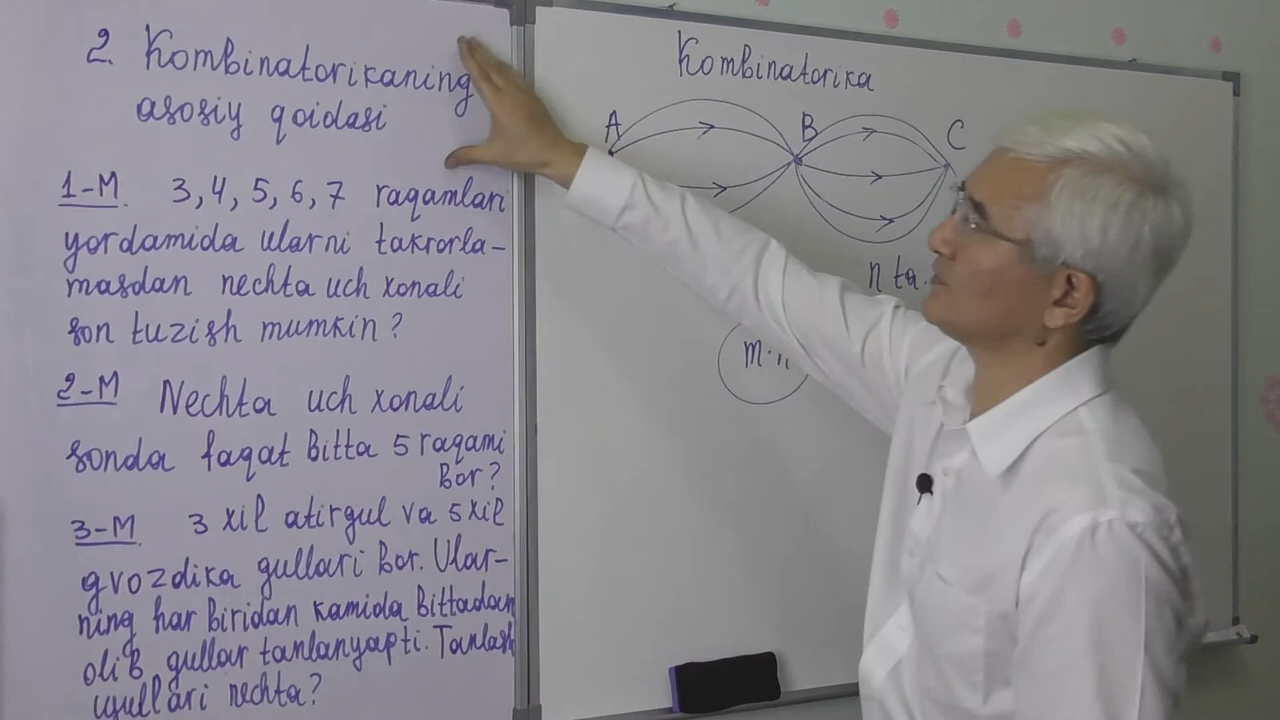 2. Kombinatorikaning
asosiy qoidasi
1-M. 3, 4, 5, 6, 7 raqamlari
yordamida ularni takrorla-
masdan nechta uch xonali
son tuzish mumkin?
2-M Nechta uch xonali
sonda faqat bitta 5 raqami
bor?
3-M. 3 xil atirgul va 5 xil
gvozdika gullari bor. Ular-
ning har biridan kamida bittadan
olib gullar tanlanyapti. Tanlash
usullari nechta?
Kombinatorika
A B C
n ta.
m·n